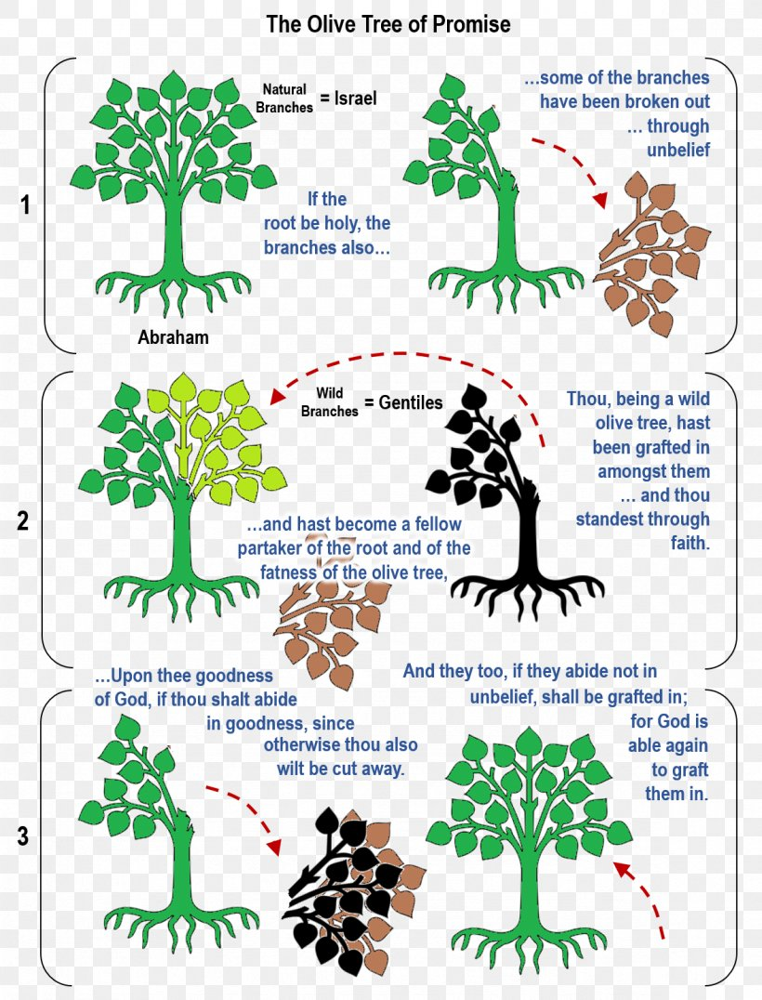 The Olive Tree of Promise
1
Natural
Branches = Israel
If the
root be holy, the
branches also…
Abraham
…some of the branches
have been broken out
… through
unbelief
2
Wild
Branches = Gentiles
Thou, being a wild
olive tree, hast
been grafted in
amongst them
… and thou
standest through
faith.
…and hast become a fellow
partaker of the root and of the
fatness of the olive tree,
3
…Upon thee goodness
of God, if thou shalt abide
in goodness, since
otherwise thou also
wilt be cut away.
And they too, if they abide not in
unbelief, shall be grafted in;
for God is
able again
to graft
them in.